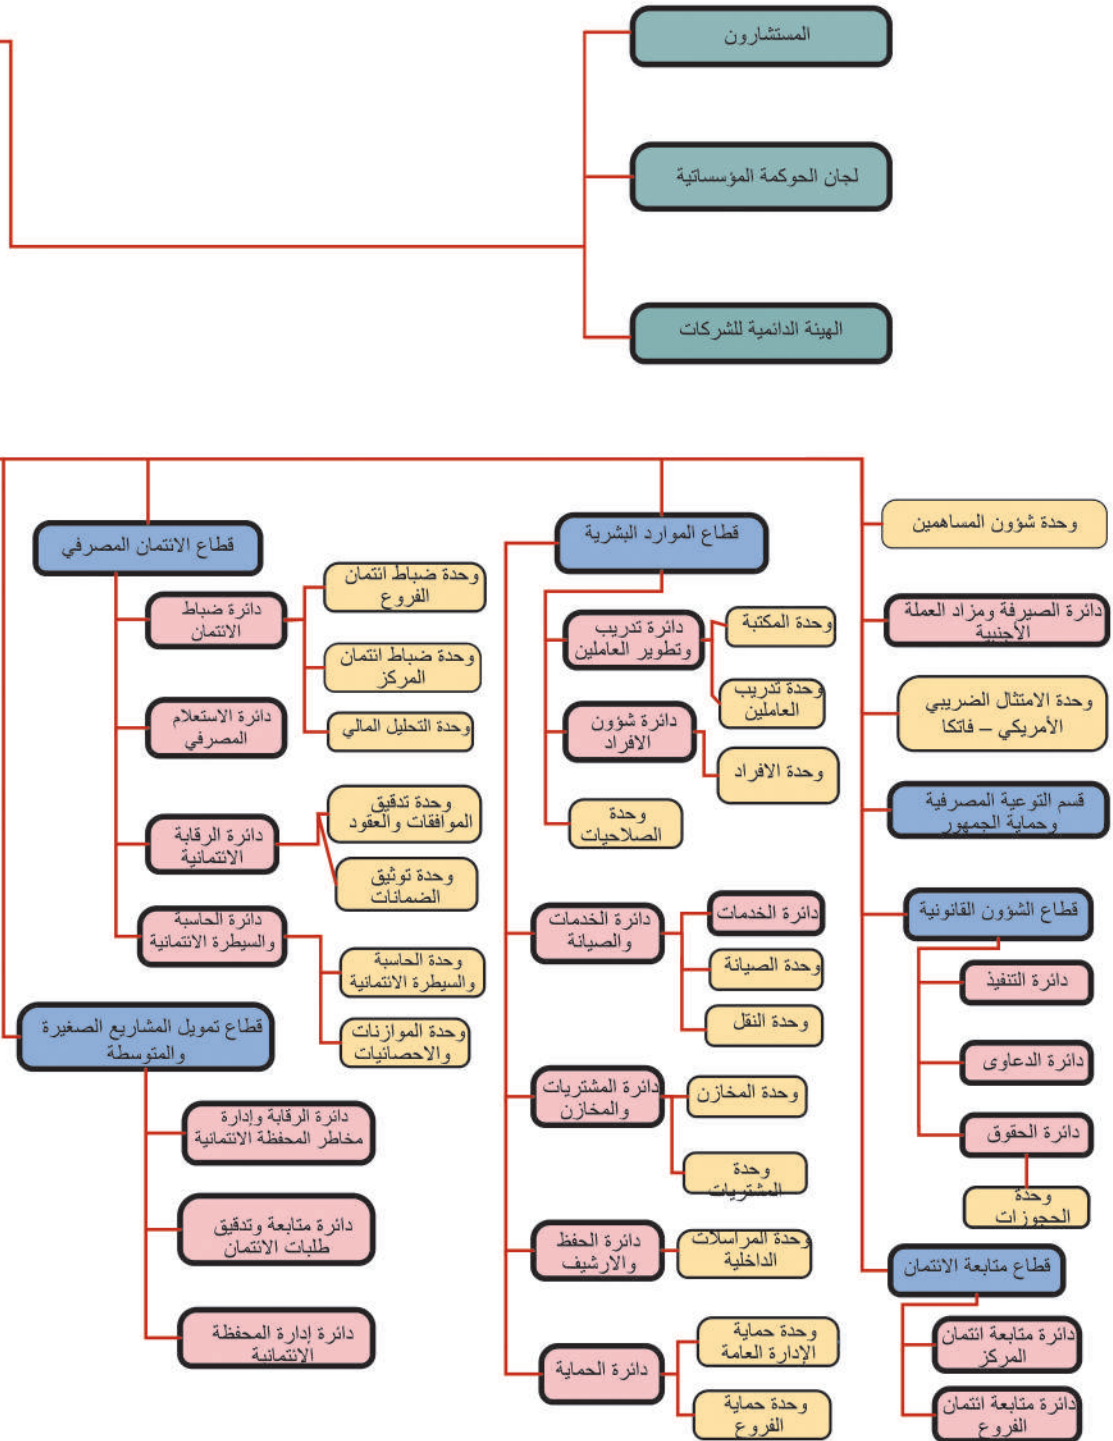 المستشارون
لجان الحوكمة المؤسساتية
الهيئة الدائمية للشركات
وحدة شؤون المساهمين
دائرة الصيرفة ومزاد العملة
الأجنبية
وحدة الامتثال الضريبي
الأمريكي – فاتكا
قسم التوعية المصرفية
وحماية الجمهور
قطاع الشؤون القانونية
دائرة التنفيذ
دائرة الدعاوى
دائرة الحقوق
وحدة
الحجوزات
قطاع متابعة الائتمان
دائرة متابعة ائتمان
المركز
دائرة متابعة ائتمان
الفروع
قطاع الموارد البشرية
دائرة تدريب
وتطوير العاملين
وحدة المكتبة
وحدة تدريب
العاملين
دائرة شؤون
الافراد
وحدة الافراد
وحدة
الصلاحيات
دائرة الخدمات
والصيانة
دائرة الخدمات
وحدة الصيانة
وحدة النقل
دائرة المشتريات
والمخازن
وحدة المخازن
وحدة
المشتريات
دائرة الحفظ
والارشيف
وحدة المراسلات
الداخلية
دائرة الحماية
وحدة حماية
الإدارة العامة
وحدة حماية
الفروع
قطاع الائتمان المصرفي
دائرة ضباط
الائتمان
وحدة ضباط ائتمان
الفروع
وحدة ضباط ائتمان
المركز
وحدة التحليل المالي
دائرة الاستعلام
المصرفي
دائرة الرقابة
الائتمانية
وحدة تدقيق
الموافقات والعقود
وحدة توثيق
الضمانات
دائرة الحاسبة
والسيطرة الائتمانية
وحدة الحاسبة
والسيطرة الائتمانية
وحدة الموازنات
والاحصائيات
قطاع تمويل المشاريع الصغيرة
والمتوسطة
دائرة الرقابة وإدارة
مخاطر المحفظة الائتمانية
دائرة متابعة وتدقيق
طلبات الائتمان
دائرة إدارة المحفظة
الائتمانية